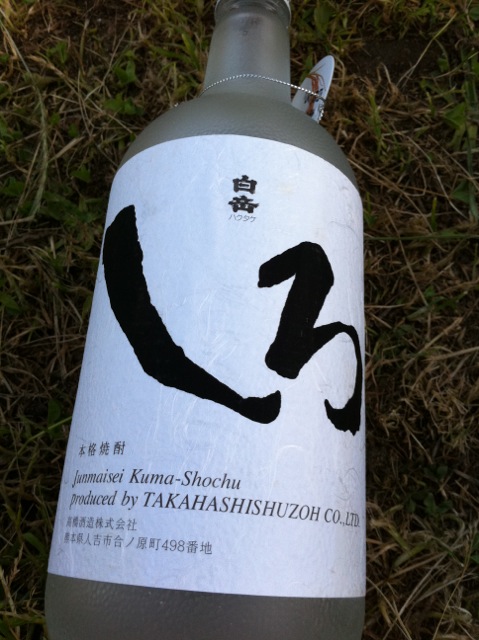 白岳
ハクタケ
しろ
本格焼酎
Junmaisei Kuma-Shochu
produced by TAKAHASHISHUZOH CO.,LTD.
高橋酒造株式会社
熊本県人吉市合ノ原町498番地